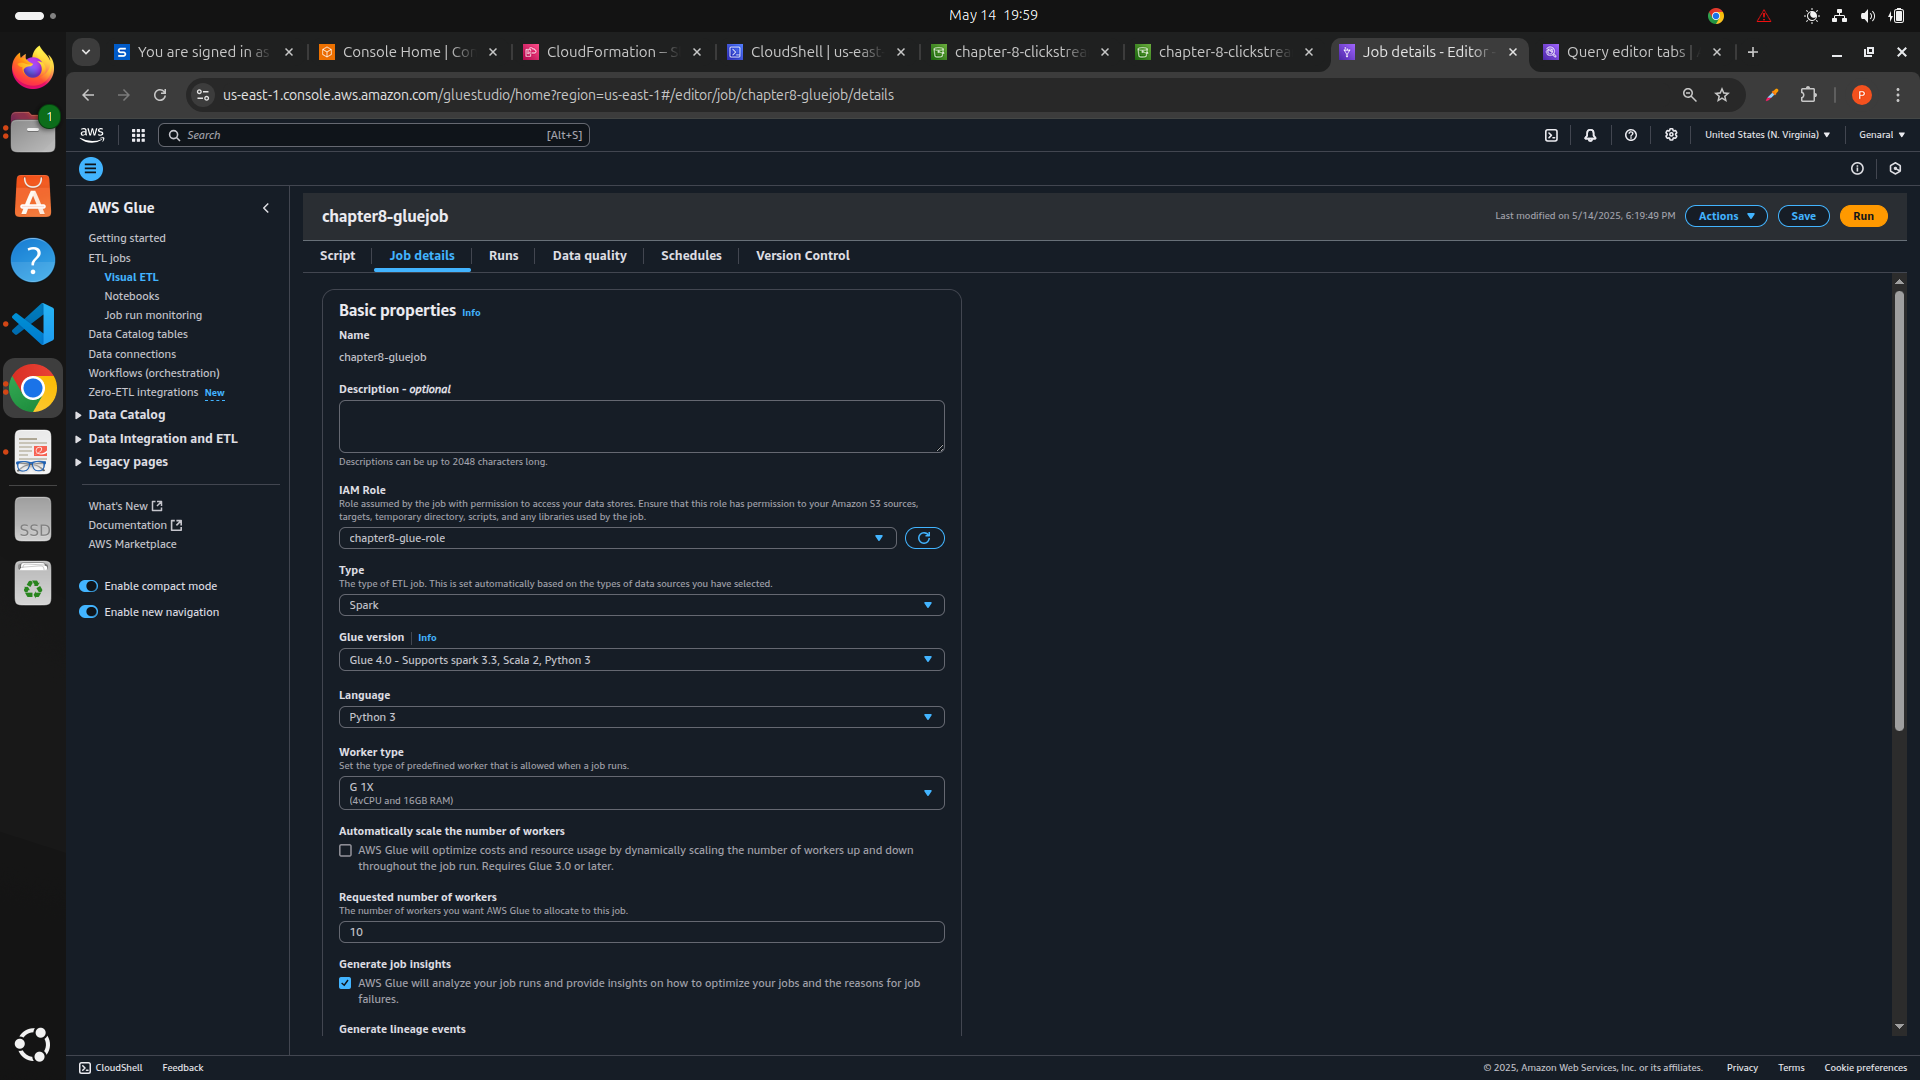 May 14 19:59
You are signed in as
Console Home | Con
CloudFormation – S
CloudShell | us-east
chapter-8-clickstrea
chapter-8-clickstrea
Job details - Editor -
Query editor tabs |
us-east-1.console.aws.amazon.com/gluestudio/home?region=us-east-1#/editor/job/chapter8-gluejob/details
P
aws
Search
[Alt+S]
United States (N. Virginia)
Genaral
1
SSD
AWS Glue
Getting started
ETL jobs
Visual ETL
Notebooks
Job run monitoring
Data Catalog tables
Data connections
Workflows (orchestration)
Zero-ETL integrations New
Data Catalog
Data Integration and ETL
Legacy pages
What's New
Documentation
AWS Marketplace
Enable compact mode
Enable new navigation
chapter8-gluejob
Last modified on 5/14/2025, 6:19:49 PM
Actions
Save
Run
Script
Job details
Runs
Data quality
Schedules
Version Control
Basic properties Info
Name
chapter8-gluejob
Description - optional
Descriptions can be up to 2048 characters long.
IAM Role
Role assumed by the job with permission to access your data stores. Ensure that this role has permission to your Amazon S3 sources,
targets, temporary directory, scripts, and any libraries used by the job.
chapter8-glue-role
Type
The type of ETL job. This is set automatically based on the types of data sources you have selected.
Spark
Glue version Info
Glue 4.0 - Supports spark 3.3, Scala 2, Python 3
Language
Python 3
Worker type
Set the type of predefined worker that is allowed when a job runs.
G 1X
(4vCPU and 16GB RAM)
Automatically scale the number of workers
AWS Glue will optimize costs and resource usage by dynamically scaling the number of workers up and down
throughout the job run. Requires Glue 3.0 or later.
Requested number of workers
The number of workers you want AWS Glue to allocate to this job.
10
Generate job insights
AWS Glue will analyze your job runs and provide insights on how to optimize your jobs and the reasons for job
failures.
Generate lineage events
CloudShell
Feedback
© 2025, Amazon Web Services, Inc. or its affiliates.
Privacy
Terms
Cookie preferences